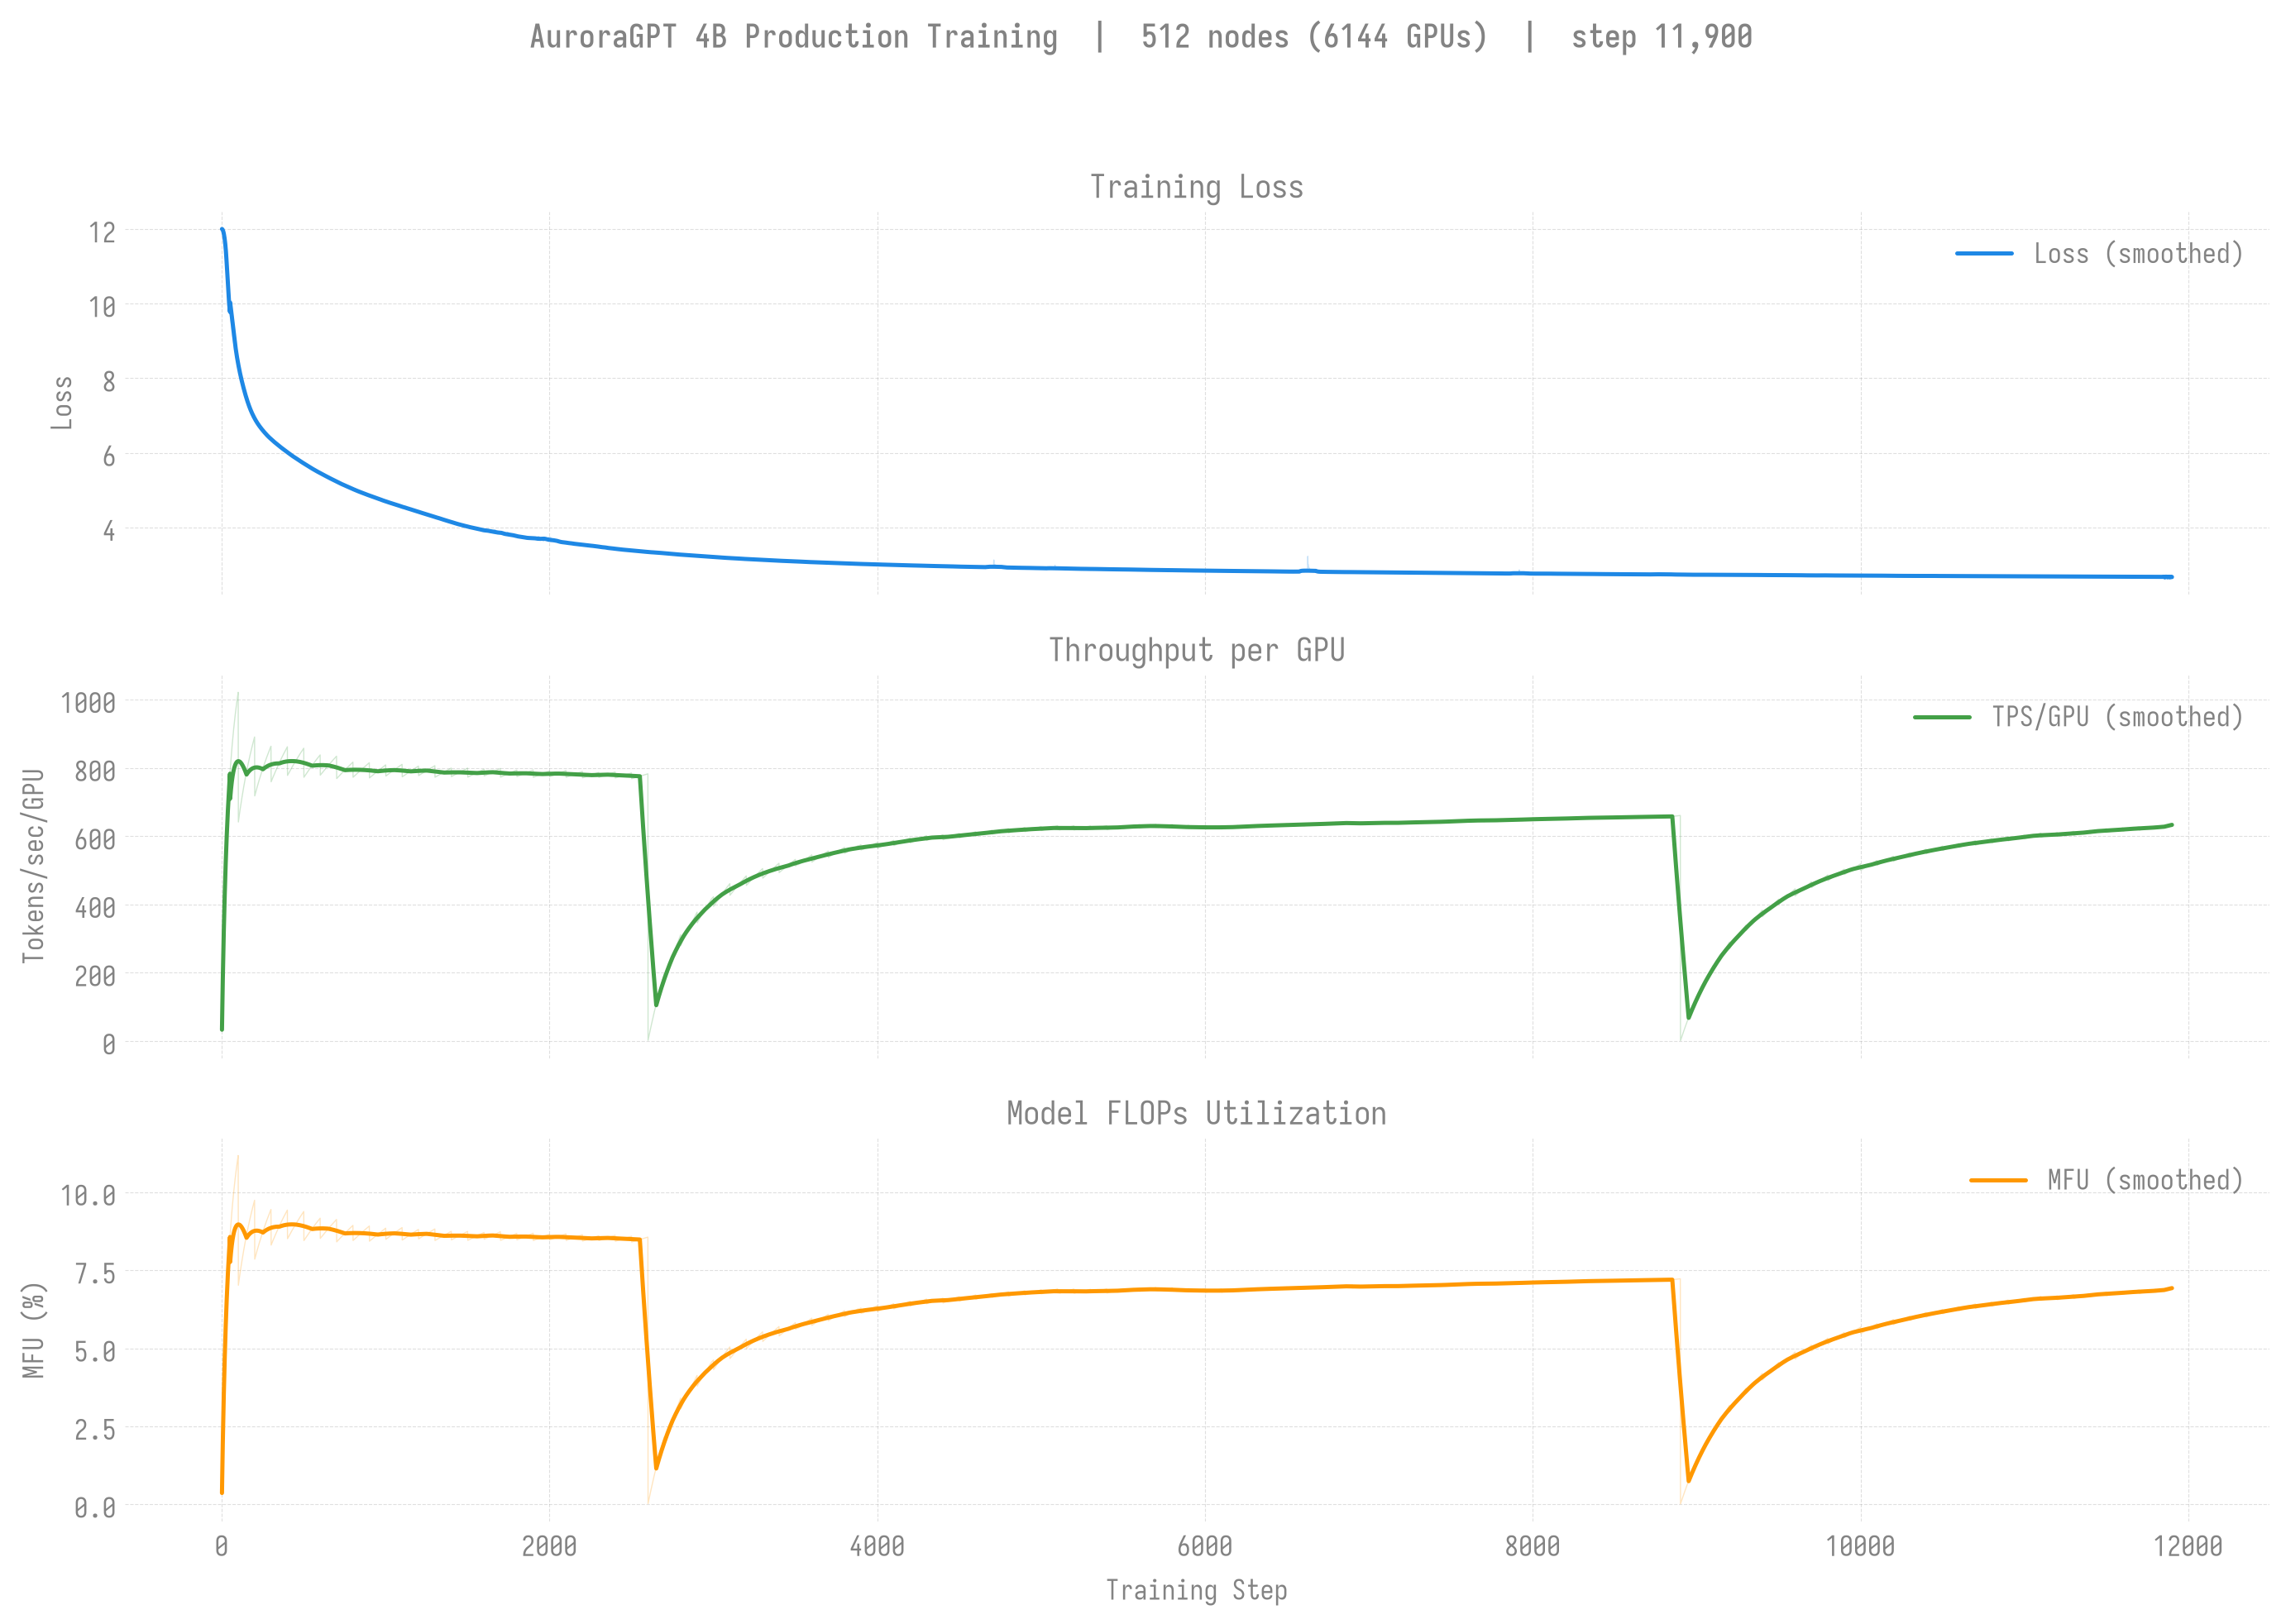 AuroraGPT 4B Production Training | 512 nodes (6144 GPUs) | step 11,900
Training Loss
12
10
8
6
4
Loss
Loss (smoothed)
Throughput per GPU
1000
800
600
400
200
0
Tokens/sec/GPU
TPS/GPU (smoothed)
Model FLOPs Utilization
10.0
7.5
5.0
2.5
0.0
MFU (%)
MFU (smoothed)
0 2000 4000 6000 8000 10000 12000
Training Step